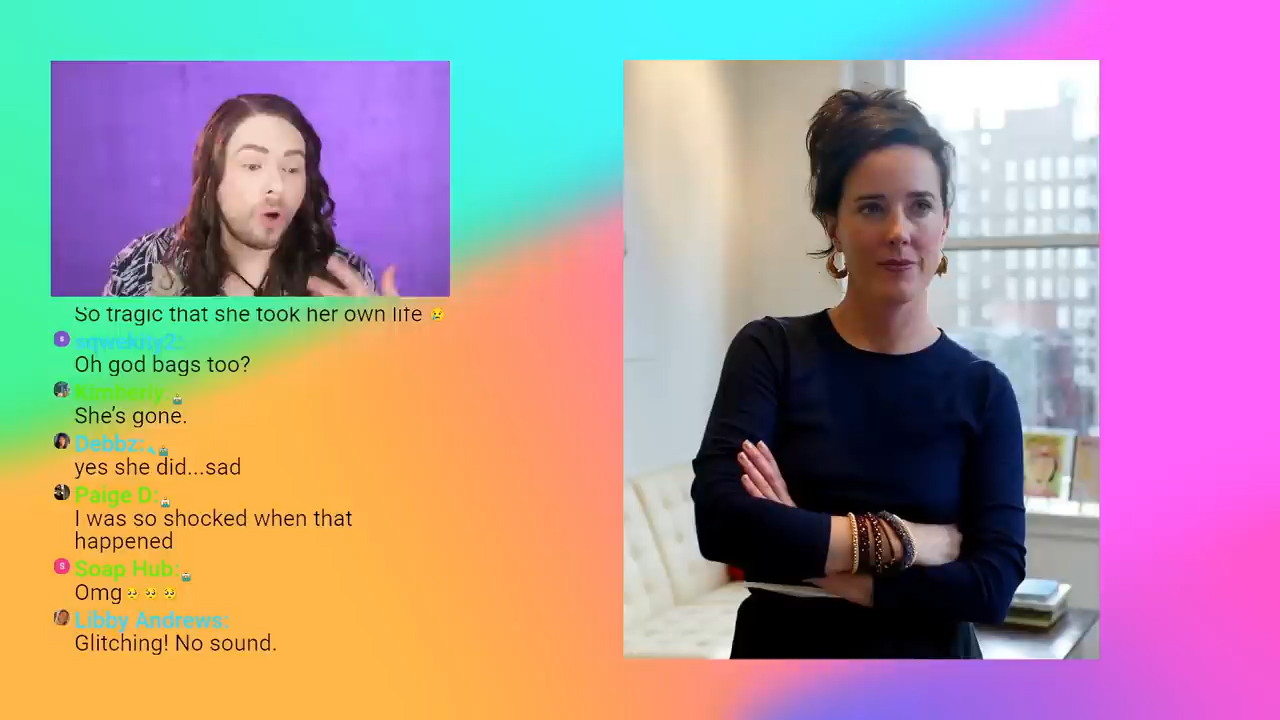 So tragic that she took her own life 😢
sqwekity2:
Oh god bags too?
Kimberly:
She's gone.
Debbz:
yes she did...sad
Paige D:
I was so shocked when that
happened
Soap Hub:
Omg🥺🥺🥺
Libby Andrews:
Glitching! No sound.